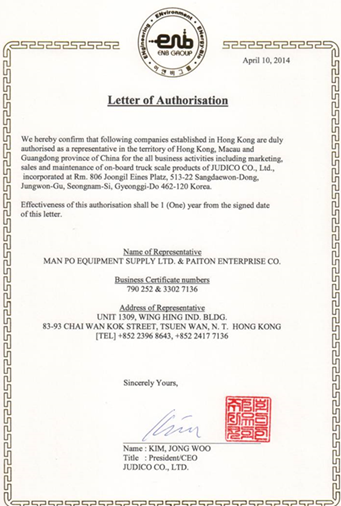 Engineering, ENvironment, ENergy-Bio
enb
ENB GROUP
이엔비그룹
April 10, 2014
Letter of Authorisation
We hereby confirm that following companies established in Hong Kong are duly
authorised as a representative in the territory of Hong Kong, Macau and
Guangdong province of China for the all business activities including marketing,
sales and maintenance of on-board truck scale products of JUDICO CO., Ltd.,
incorporated at Rm. 806 Joongil Eines Platz, 513-22 Sangdaewon-Dong,
Jungwon-Gu, Seongnam-Si, Gyeonggi-Do 462-120 Korea.
Effectiveness of this authorisation shall be 1 (One) year from the signed date
of this letter.
Name of Representative
MAN PO EQUIPMENT SUPPLY LTD. & PAITON ENTERPRISE CO.
Business Certificate numbers
790 252 & 3302 7136
Address of Representative
UNIT 1309, WING HING IND. BLDG.
83-93 CHAI WAN KOK STREET, TSUEN WAN, N. T. HONG KONG
[TEL] +852 2396 8643, +852 2417 7136
Sincerely Yours,
Name : KIM, JONG WOO
Title : President/CEO
JUDICO CO., LTD.